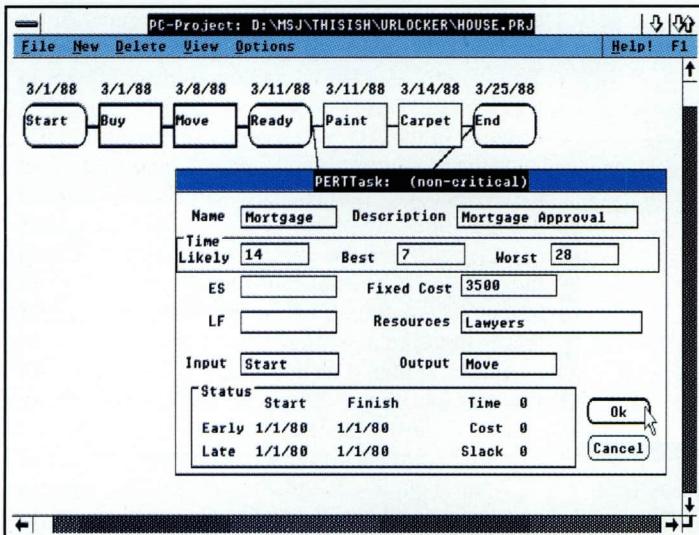 PC-Project: D:\MSJ\THISISH\URLOCKER\HOUSE.PRJ
File New Delete View Options Help! F1
3/1/88 3/1/88 3/8/88 3/11/88 3/11/88 3/14/88 3/25/88
Start Buy Move Ready Paint Carpet End
PERTTask: (non-critical)
Name Mortgage Description Mortgage Approval
Time
Likely 14 Best 7 Worst 28
ES Fixed Cost 3500
LF Resources Lawyers
Input Start Output Move
Status
Start Finish Time 0
Early 1/1/80 1/1/80 Cost 0
Late 1/1/80 1/1/80 Slack 0
Ok
Cancel